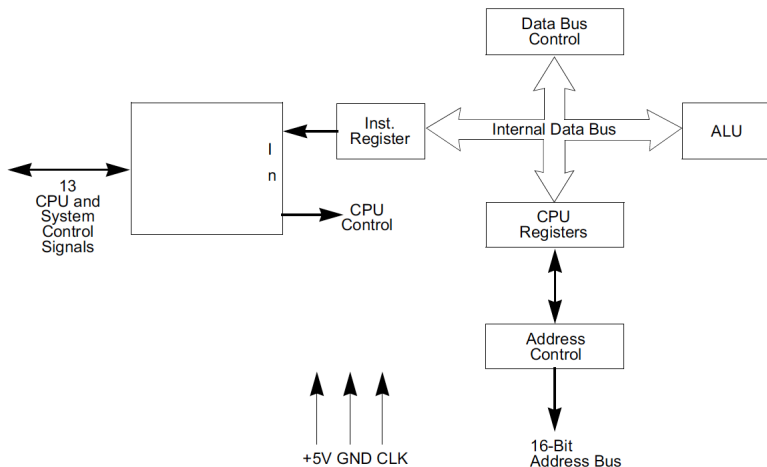 Data Bus
Control
Inst.
Register
Internal Data Bus
ALU
I
n
13
CPU and
System
Control
Signals
CPU
Control
CPU
Registers
Address
Control
+5V GND CLK
16-Bit
Address Bus